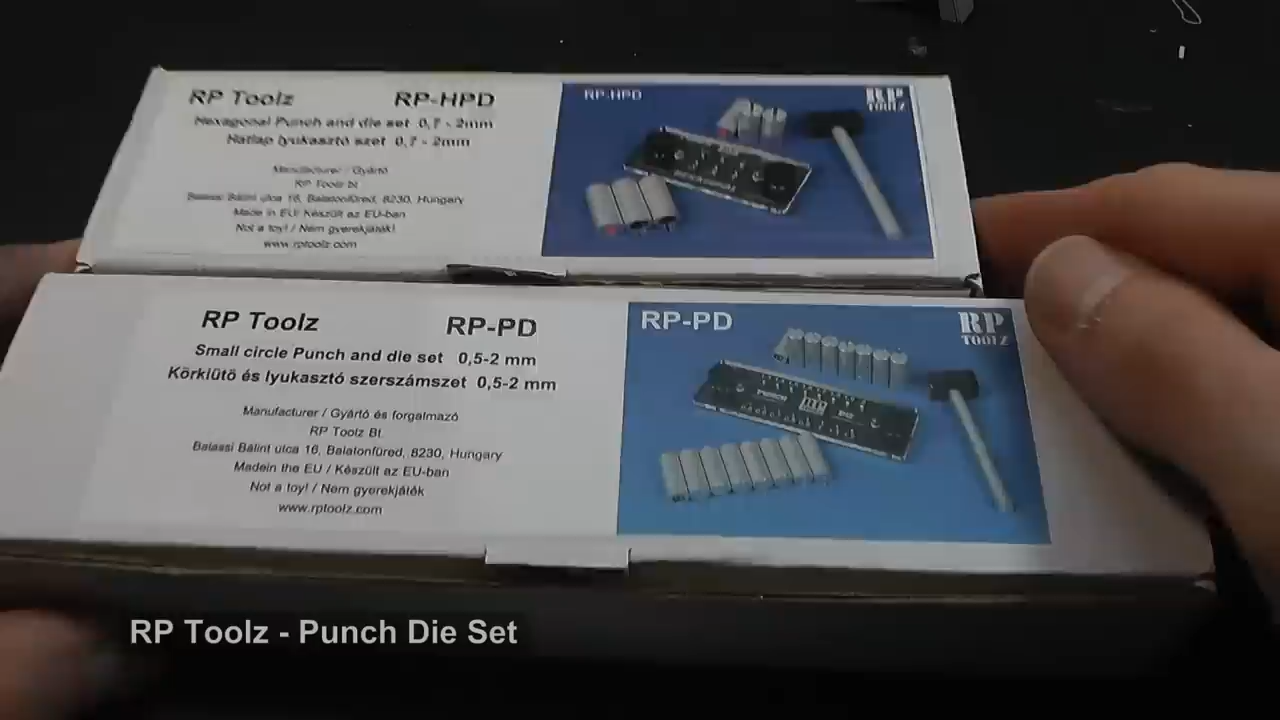 RP Toolz RP-HPD
Hexagonal Punch and die set 0,7 - 2mm
Hatlap lyukasztó szet 0,7 - 2mm
Manufacturer / Gyártó
RP Toolz bt
Balassi Bálint utca 16, Balatonfüred, 8230, Hungary
Made in EU/ Készült az EU-ban
Not a toy! / Nem gyerekjáték!
www.rptoolz.com
RP-HPD
RP
TOOLZ
RP Toolz RP-PD
Small circle Punch and die set 0,5-2 mm
Körkiütö és lyukasztó szerszámszet 0,5-2 mm
Manufacturer / Gyártó és forgalmazó
RP Toolz Bt.
Balassi Bálint utca 16, Balatonfüred, 8230, Hungary
Madein the EU / Készült az EU-ban
Not a toy! / Nem gyerekjáték
www.rptoolz.com
RP-PD
RP
TOOLZ
RP Toolz - Punch Die Set